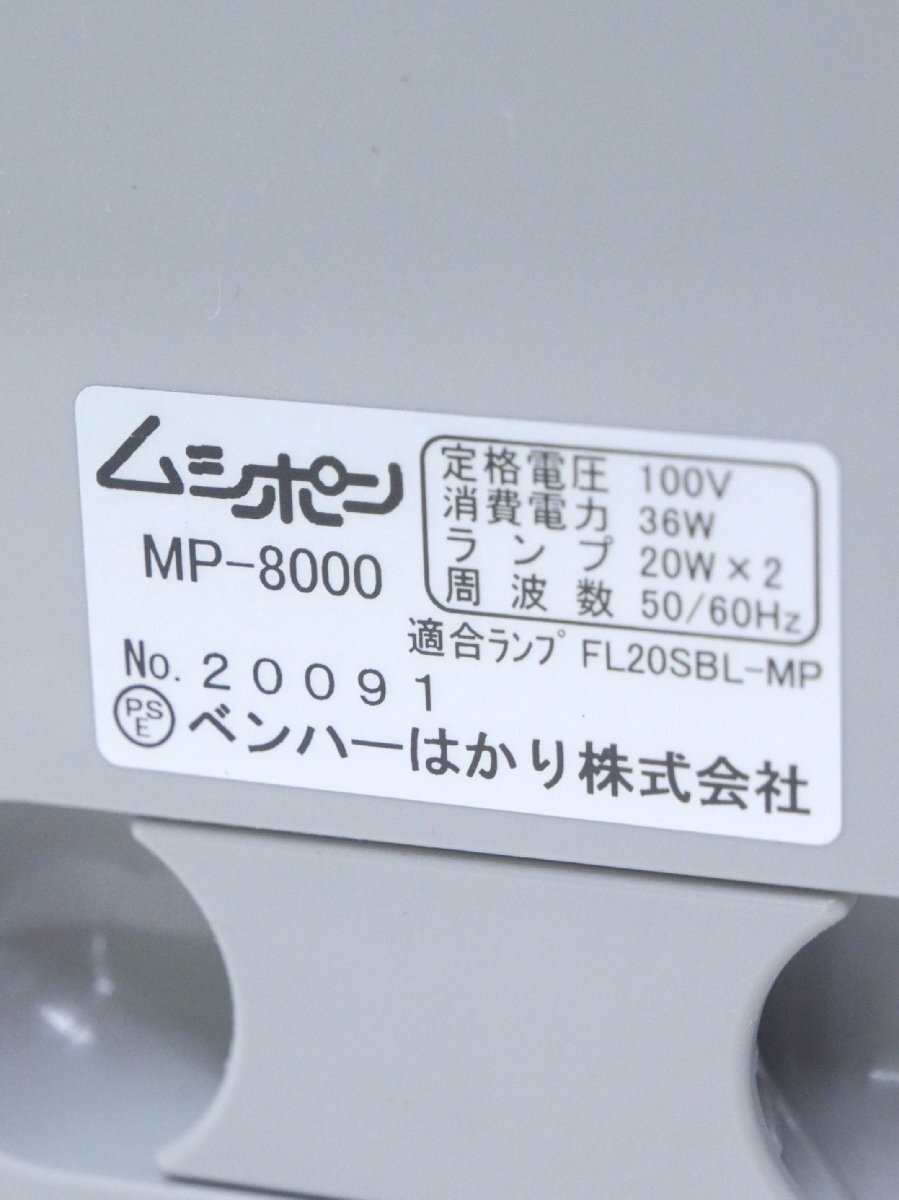 ムシポン
MP-8000
定格電圧 100V
消費電力 36W
ランプ 20W×2
周波数 50/60Hz
適合ランプ FL20SBL-MP
No. 20091
PSE
ベンハーはかり株式会社